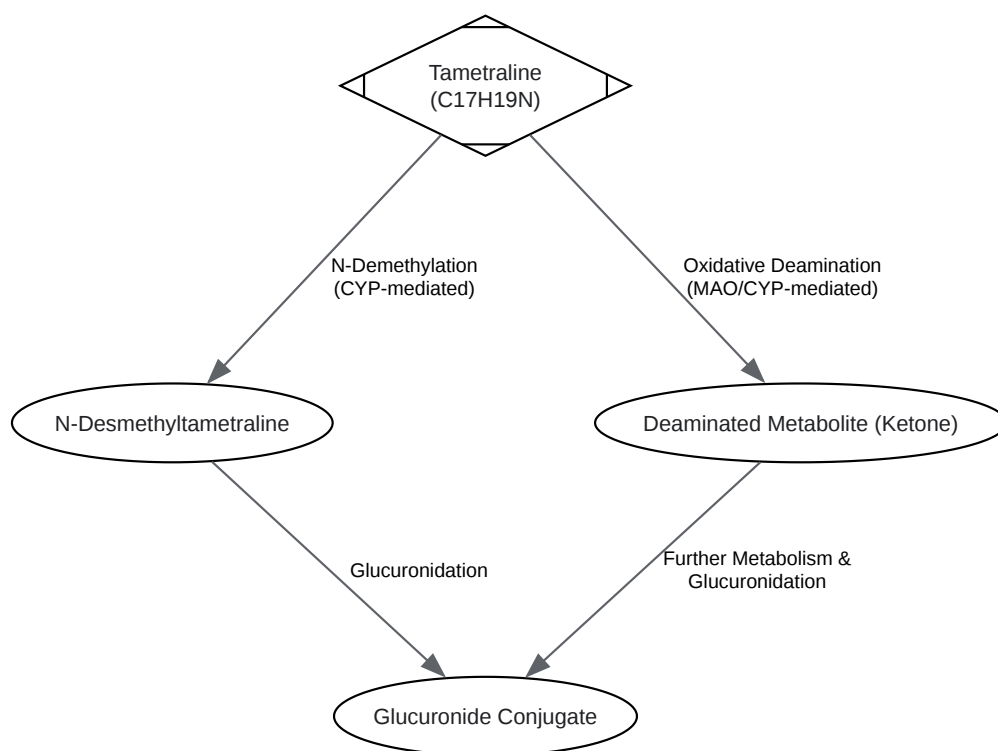 Tametraline
(C17H19N)
N-Demethylation
(CYP-mediated)
Oxidative Deamination
(MAO/CYP-mediated)
N-Desmethyltametraline
Deaminated Metabolite (Ketone)
Glucuronidation
Further Metabolism &
Glucuronidation
Glucuronide Conjugate